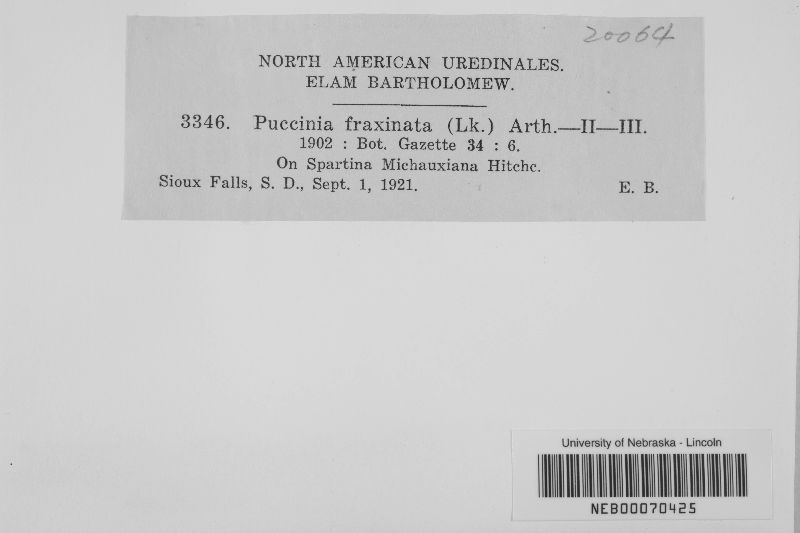 20064
NORTH AMERICAN UREDINALES.
ELAM BARTHOLOMEW.
3346. Puccinia fraxinata (Lk.) Arth.—II—III.
1902 : Bot. Gazette 34 : 6.
On Spartina Michauxiana Hitchc.
Sioux Falls, S. D., Sept. 1, 1921. E. B.
University of Nebraska - Lincoln
NEB00070425